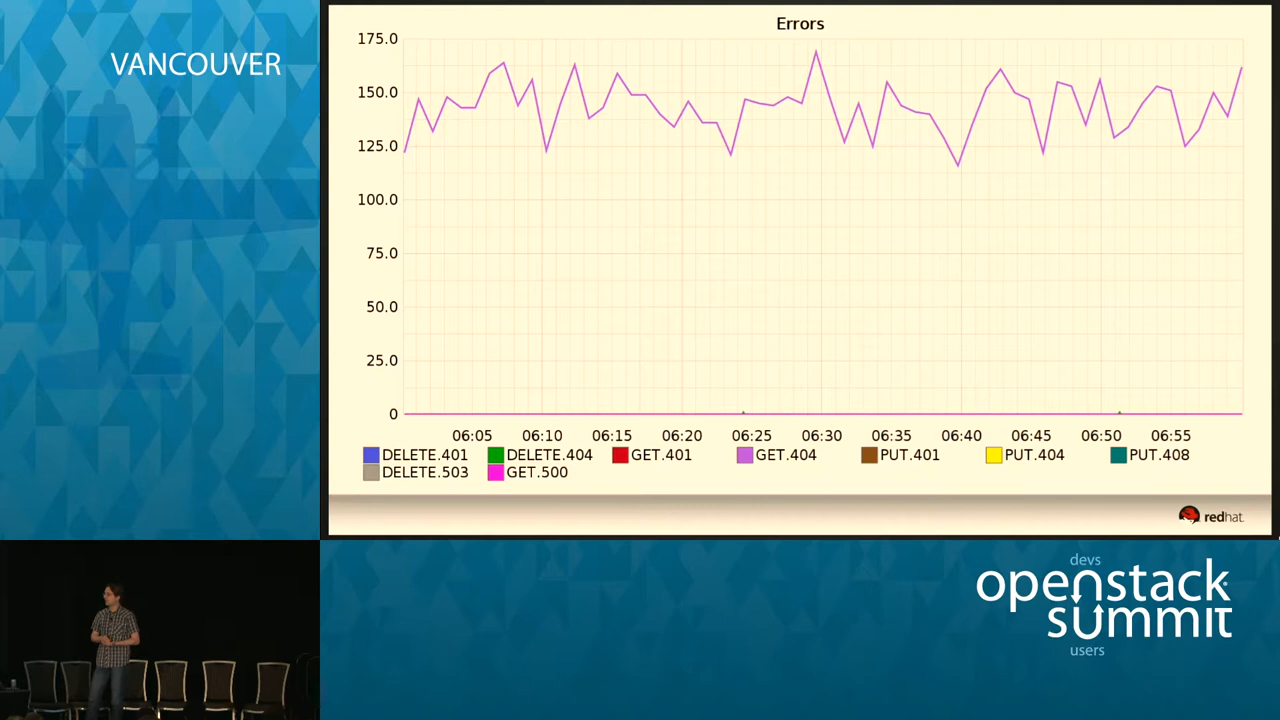 VANCOUVER
Errors
175.0
150.0
125.0
100.0
75.0
50.0
25.0
0
06:05 06:10 06:15 06:20 06:25 06:30 06:35 06:40 06:45 06:50 06:55
DELETE.401 DELETE.404 GET.401 GET.404 PUT.401 PUT.404 PUT.408
DELETE.503 GET.500
redhat.
devs
openstack
summit
users